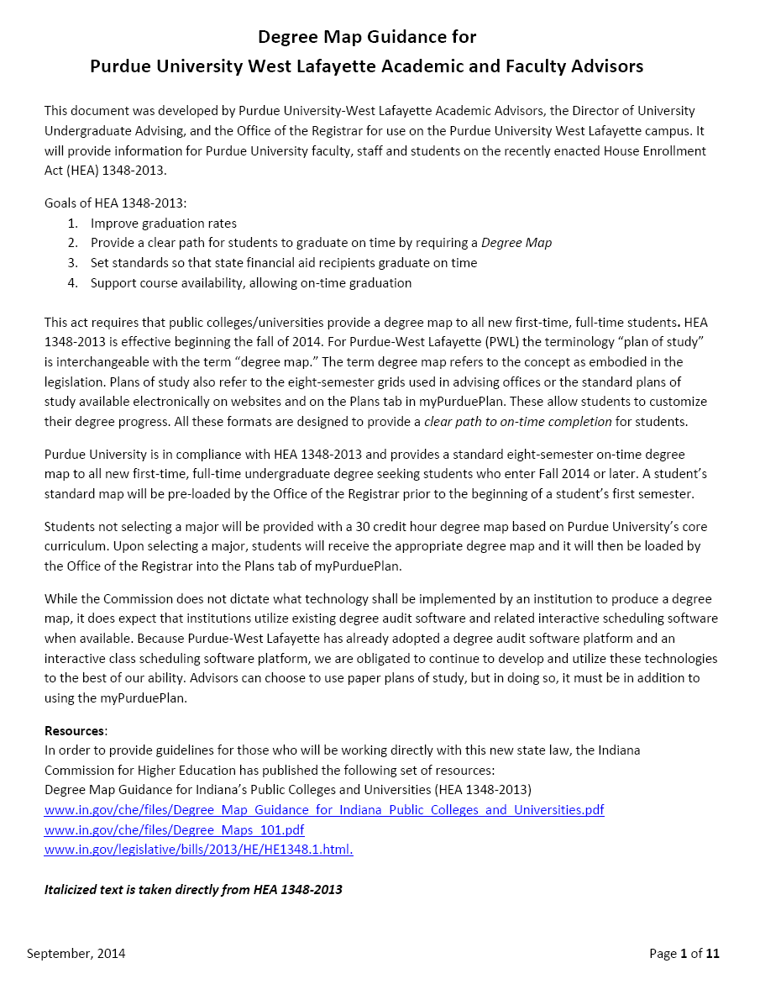 Degree Map Guidance for
Purdue University West Lafayette Academic and Faculty Advisors
This document was developed by Purdue University-West Lafayette Academic Advisors, the Director of University
Undergraduate Advising, and the Office of the Registrar for use on the Purdue University West Lafayette campus. It
will provide information for Purdue University faculty, staff and students on the recently enacted House Enrollment
Act (HEA) 1348-2013.
Goals of HEA 1348-2013:
1. Improve graduation rates
2. Provide a clear path for students to graduate on time by requiring a Degree Map
3. Set standards so that state financial aid recipients graduate on time
4. Support course availability, allowing on-time graduation
This act requires that public colleges/universities provide a degree map to all new first-time, full-time students. HEA
1348-2013 is effective beginning the fall of 2014. For Purdue-West Lafayette (PWL) the terminology “plan of study”
is interchangeable with the term “degree map.” The term degree map refers to the concept as embodied in the
legislation. Plans of study also refer to the eight-semester grids used in advising offices or the standard plans of
study available electronically on websites and on the Plans tab in myPurduePlan. These allow students to customize
their degree progress. All these formats are designed to provide a clear path to on-time completion for students.
Purdue University is in compliance with HEA 1348-2013 and provides a standard eight-semester on-time degree
map to all new first-time, full-time undergraduate degree seeking students who enter Fall 2014 or later. A student’s
standard map will be pre-loaded by the Office of the Registrar prior to the beginning of a student’s first semester.
Students not selecting a major will be provided with a 30 credit hour degree map based on Purdue University’s core
curriculum. Upon selecting a major, students will receive the appropriate degree map and it will then be loaded by
the Office of the Registrar into the Plans tab of myPurduePlan.
While the Commission does not dictate what technology shall be implemented by an institution to produce a degree
map, it does expect that institutions utilize existing degree audit software and related interactive scheduling software
when available. Because Purdue-West Lafayette has already adopted a degree audit software platform and an
interactive class scheduling software platform, we are obligated to continue to develop and utilize these technologies
to the best of our ability. Advisors can choose to use paper plans of study, but in doing so, it must be in addition to
using the myPurduePlan.
Resources:
In order to provide guidelines for those who will be working directly with this new state law, the Indiana
Commission for Higher Education has published the following set of resources:
Degree Map Guidance for Indiana’s Public Colleges and Universities (HEA 1348-2013)
www.in.gov/che/files/Degree_Map_Guidance_for_Indiana_Public_Colleges_and_Universities.pdf
www.in.gov/che/files/Degree_Maps_101.pdf
www.in.gov/legislative/bills/2013/HE/HE1348.1.html.
Italicized text is taken directly from HEA 1348-2013
September, 2014
Page 1 of 11